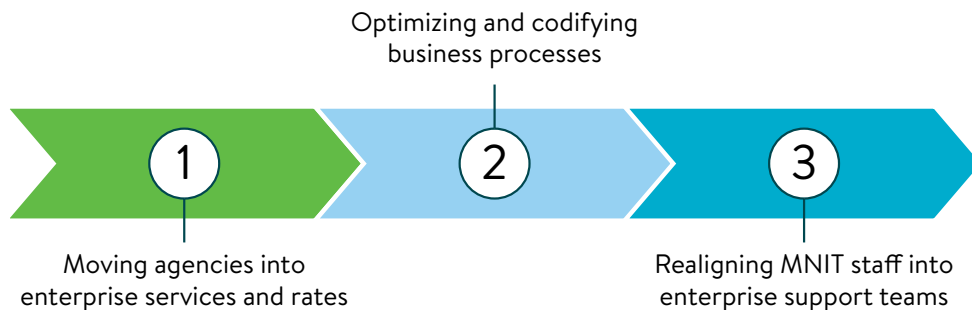 Optimizing and codifying
business processes
1
2
3
Moving agencies into
enterprise services and rates
Realigning MNIT staff into
enterprise support teams